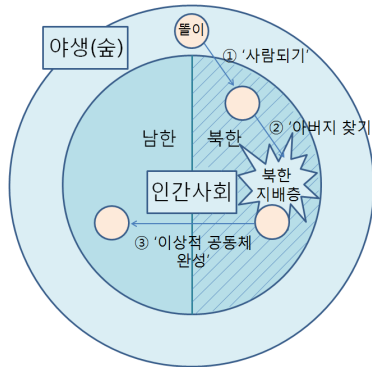 똘이
야생(숲)
① ‘사람되기’
② ‘아버지 찾기
남한
북한
북한
지배층
인간사회
③ ‘이상적 공동체
완성’